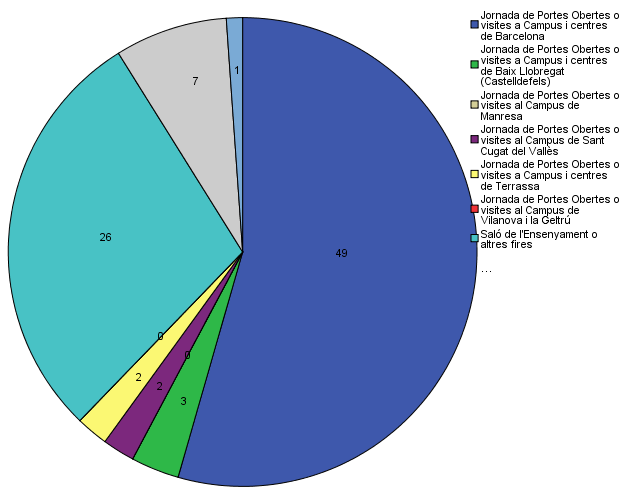 Jornada de Portes Obertes o
visites a Campus i centres
de Barcelona
Jornada de Portes Obertes o
visites a Campus i centres
de Baix Llobregat
(Castelldefels)
Jornada de Portes Obertes o
visites al Campus de
Manresa
Jornada de Portes Obertes o
visites al Campus de Sant
Cugat del Vallès
Jornada de Portes Obertes o
visites a Campus i centres
de Terrassa
Jornada de Portes Obertes o
visites al Campus de
Vilanova i la Geltrú
Saló de l'Ensenyament o
altres fires
...
1
7
26
49
0
0
2
2
3